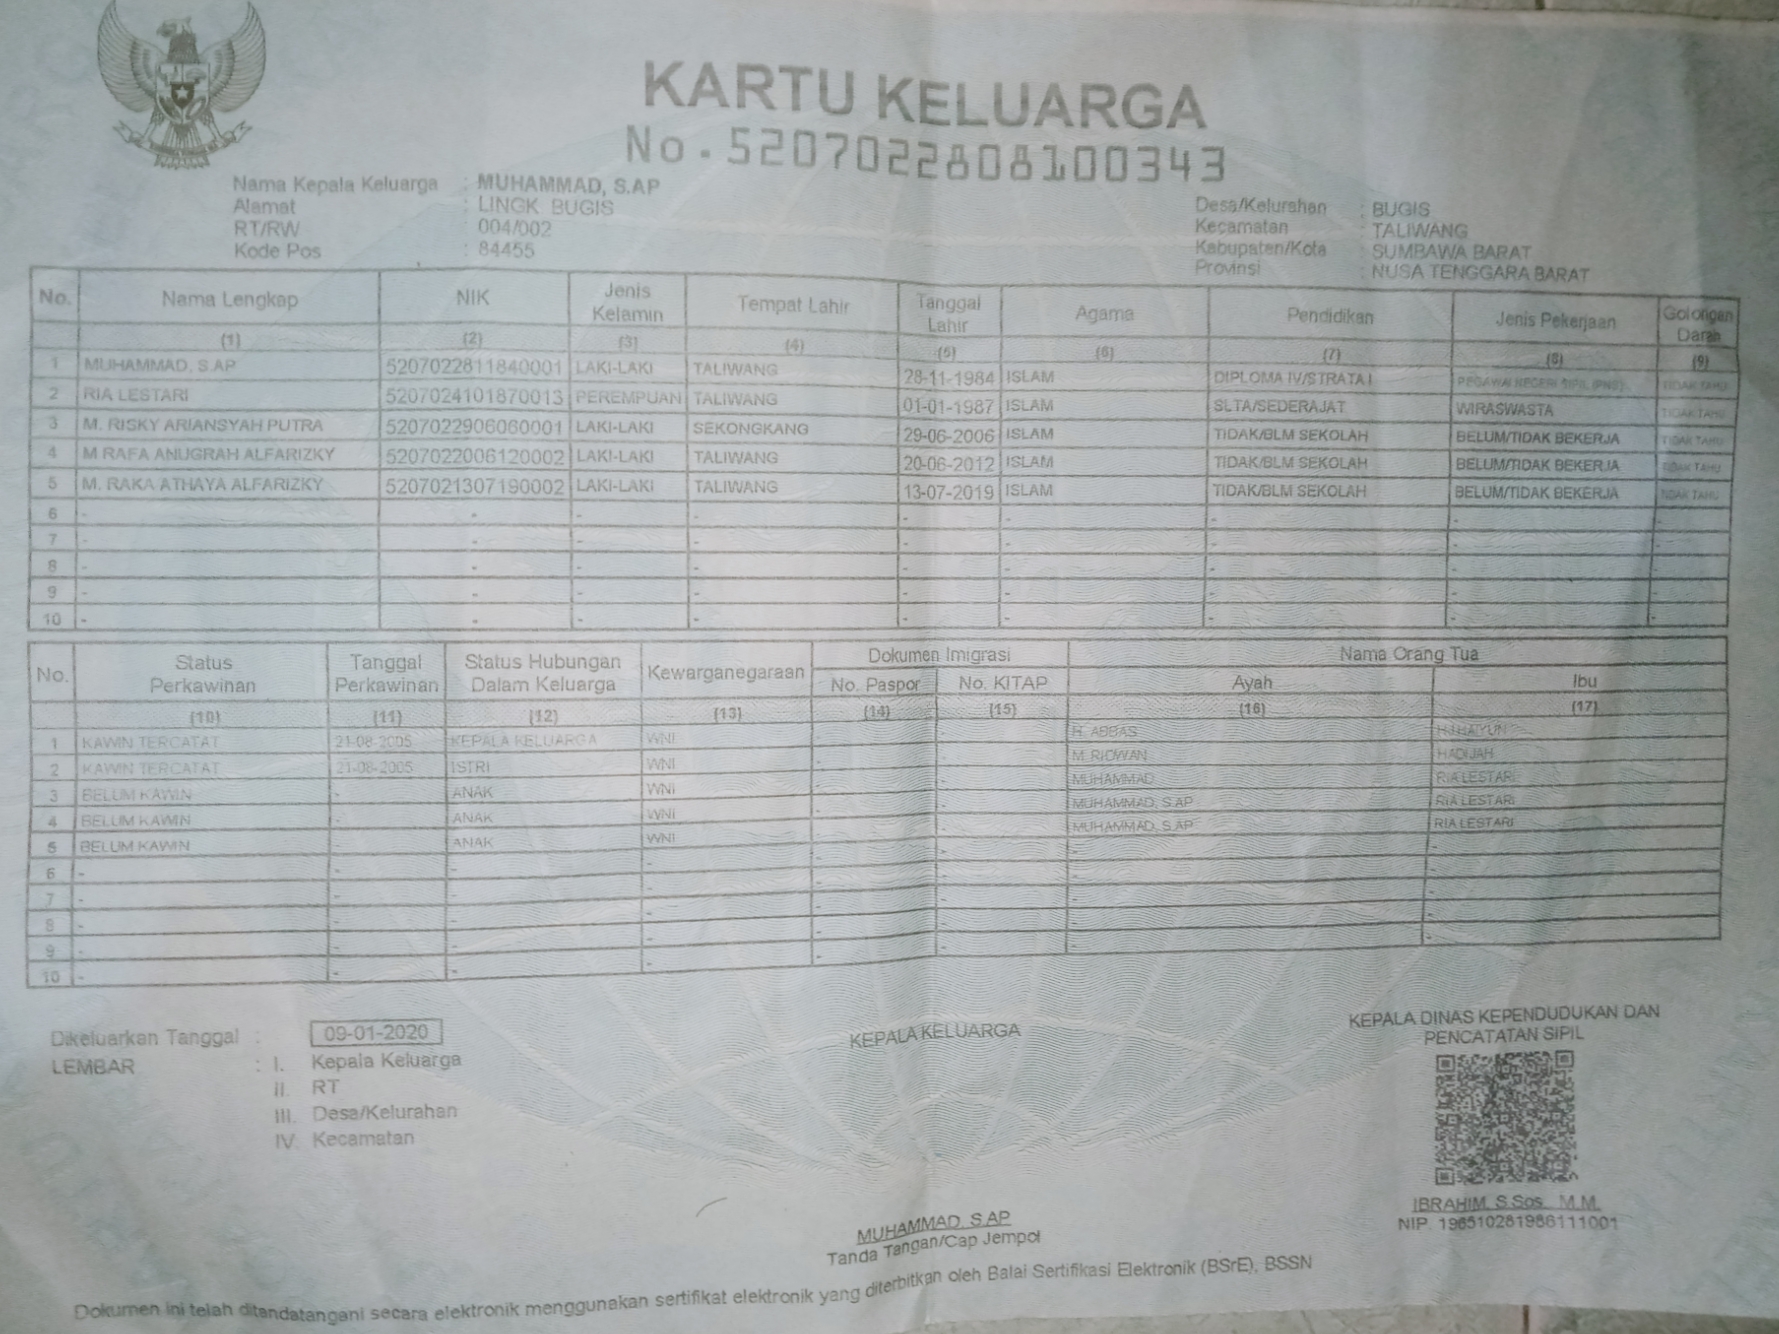 KARTU KELUARGA
No. 5207022808100343
Nama Kepala Keluarga : MUHAMMAD, S.AP
Alamat : LINGK BUGIS
RT/RW : 004/002
Kode Pos : 84455
Desa/Kelurahan : BUGIS
Kecamatan : TALIWANG
Kabupaten/Kota : SUMBAWA BARAT
Provinsi : NUSA TENGGARA BARAT
No. Nama Lengkap NIK Jenis Kelamin Tempat Lahir Tanggal Lahir Agama Pendidikan Jenis Pekerjaan Golongan Darah
(1) (2) (3) (4) (5) (6) (7) (8) (9)
1 MUHAMMAD, S.AP 5207022811840001 LAKI-LAKI TALIWANG 28-11-1984 ISLAM DIPLOMA IV/STRATA I PEGAWAI NEGERI SIPIL (PNS) TIDAK TAHU
2 RIA LESTARI 5207024101870013 PEREMPUAN TALIWANG 01-01-1987 ISLAM SLTA/SEDERAJAT WIRASWASTA TIDAK TAHU
3 M. RISKY ARIANSYAH PUTRA 5207022906060001 LAKI-LAKI SEKONGKANG 29-06-2006 ISLAM TIDAK/BLM SEKOLAH BELUM/TIDAK BEKERJA TIDAK TAHU
4 M RAFA ANUGRAH ALFARIZKY 5207022006120002 LAKI-LAKI TALIWANG 20-06-2012 ISLAM TIDAK/BLM SEKOLAH BELUM/TIDAK BEKERJA TIDAK TAHU
5 M. RAKA ATHAYA ALFARIZKY 5207021307190002 LAKI-LAKI TALIWANG 13-07-2019 ISLAM TIDAK/BLM SEKOLAH BELUM/TIDAK BEKERJA TIDAK TAHU
6 - - - - - - - - -
7 - - - - - - - - -
8 - - - - - - - - -
9 - - - - - - - - -
10 - - - - - - - - -
No. Status Perkawinan Tanggal Perkawinan Status Hubungan Dalam Keluarga Kewarganegaraan Dokumen Imigrasi Nama Orang Tua
No. Paspor No. KITAP Ayah Ibu
(10) (11) (12) (13) (14) (15) (16) (17)
1 KAWIN TERCATAT 21-08-2005 KEPALA KELUARGA WNI - - H. ABBAS
2 KAWIN TERCATAT 21-08-2005 ISTRI WNI - - M RIDWAN HADIJAH
3 BELUM KAWIN - ANAK WNI - - MUHAMMAD RIA LESTARI
4 BELUM KAWIN - ANAK WNI - - MUHAMMAD, S.AP RIA LESTARI
5 BELUM KAWIN - ANAK WNI - - MUHAMMAD, S.AP RIA LESTARI
6 - - - - - - - -
7 - - - - - - - -
8 - - - - - - - -
9 - - - - - - - -
10 - - - - - - - -
Dikeluarkan Tanggal : 09-01-2020
LEMBAR : I. Kepala Keluarga
II. RT
III. Desa/Kelurahan
IV. Kecamatan
KEPALA KELUARGA
MUHAMMAD, S.AP
Tanda Tangan/Cap Jempol
KEPALA DINAS KEPENDUDUKAN DAN
PENCATATAN SIPIL
IBRAHIM, S.Sos., M.M.
NIP. 196510281986111001
Dokumen ini telah ditandatangani secara elektronik menggunakan sertifikat elektronik yang diterbitkan oleh Balai Sertifikasi Elektronik (BSrE), BSSN